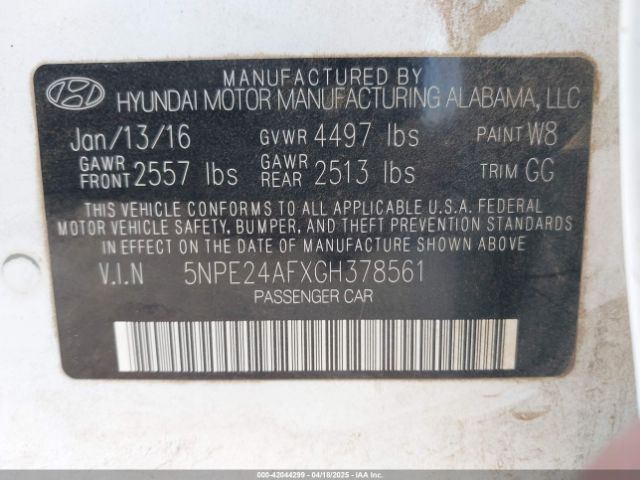 MANUFACTURED BY
HYUNDAI MOTOR MANUFACTURING ALABAMA, LLC
Jan/13/16 GVWR 4497 lbs PAINT W8
GAWR FRONT 2557 lbs GAWR REAR 2513 lbs TRIM GG
THIS VEHICLE CONFORMS TO ALL APPLICABLE U.S.A. FEDERAL
MOTOR VEHICLE SAFETY, BUMPER, AND THEFT PREVENTION STANDARDS
IN EFFECT ON THE DATE OF MANUFACTURE SHOWN ABOVE
V.I.N 5NPE24AFXGH378561
PASSENGER CAR
000-42044299 - 04/18/2025 - IAAI.COM